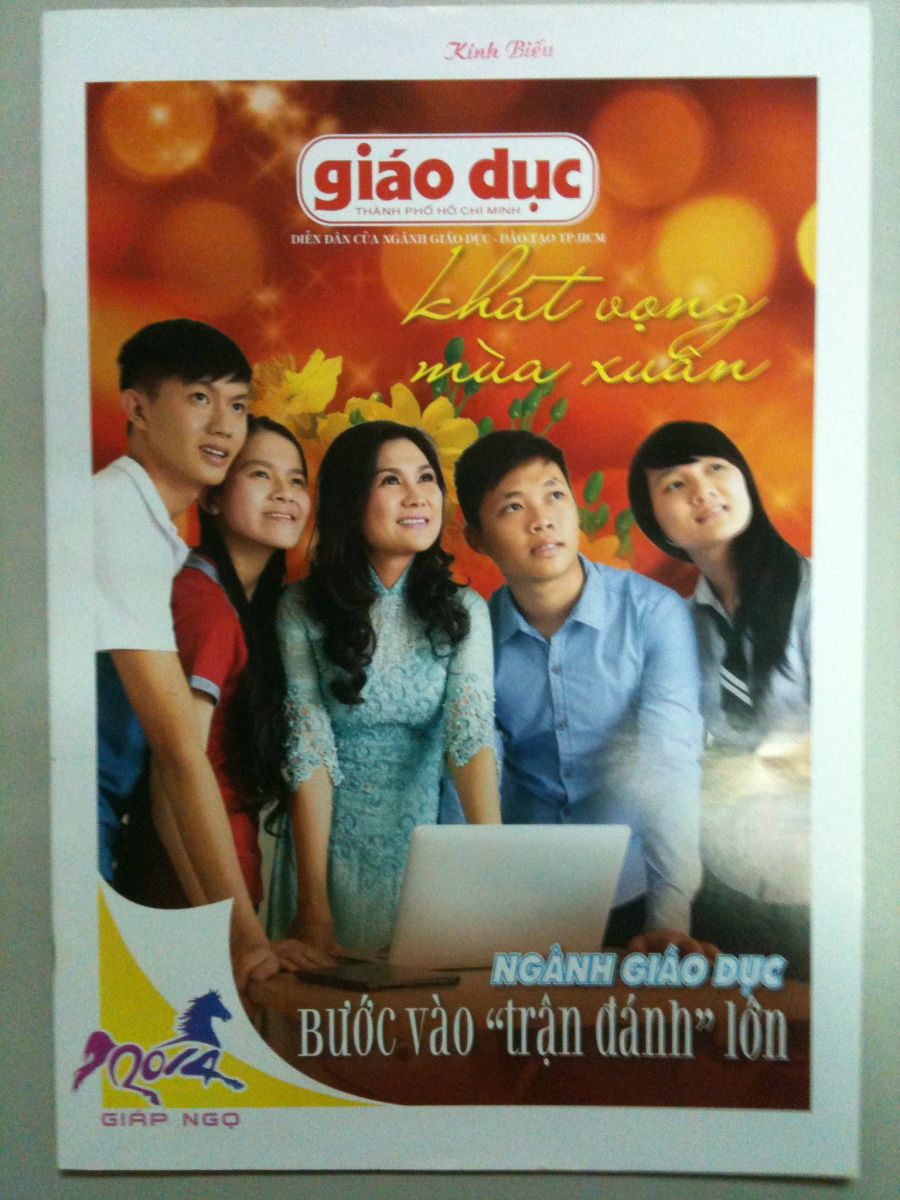 Kính Biếu
giáo dục
THÀNH PHỐ HỒ CHÍ MINH
DIỄN ĐÀN CỦA NGÀNH GIÁO DỤC - ĐÀO TẠO TP.HCM
khát vọng
mùa xuân
NGÀNH GIÁO DỤC
BƯỚC VÀO “trận đánh” lớn
2014
GIÁP NGỌ